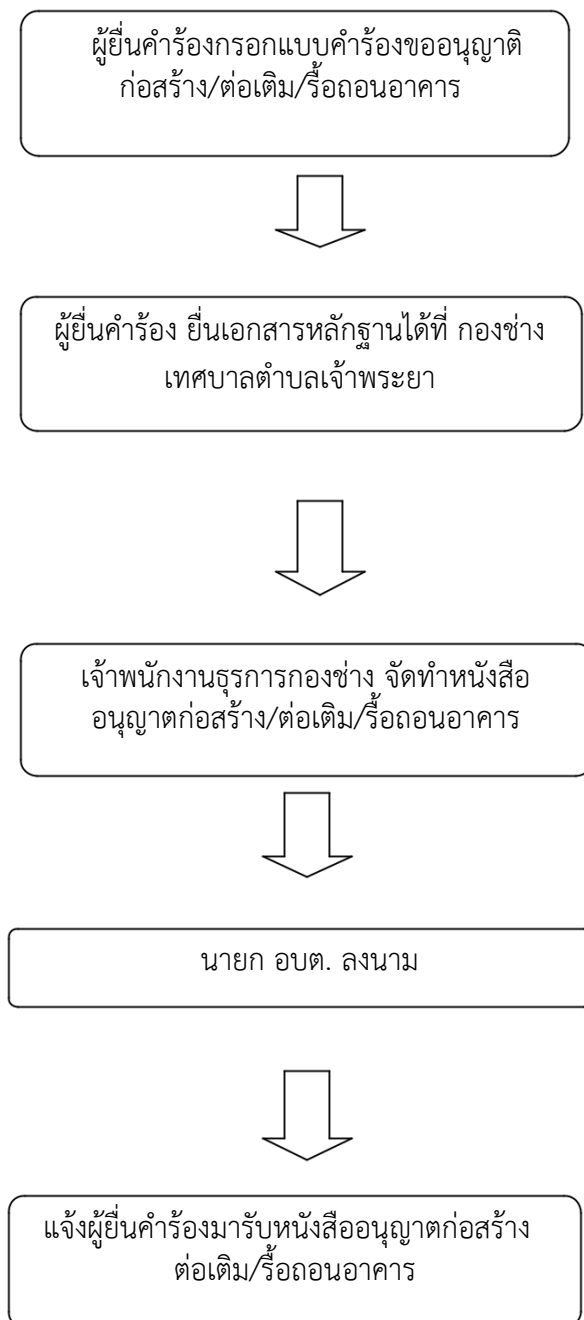 ผู้ยื่นคำร้องกรอกแบบคำร้องขออนุญาติ
ก่อสร้าง/ต่อเติม/รื้อถอนอาคาร
ผู้ยื่นคำร้อง ยื่นเอกสารหลักฐานได้ที่ กองช่าง
เทศบาลตำบลเจ้าพระยา
เจ้าพนักงานธุรการกองช่าง จัดทำหนังสือ
อนุญาตก่อสร้าง/ต่อเติม/รื้อถอนอาคาร
นายก อบต. ลงนาม
แจ้งผู้ยื่นคำร้องมารับหนังสืออนุญาตก่อสร้าง
ต่อเติม/รื้อถอนอาคาร